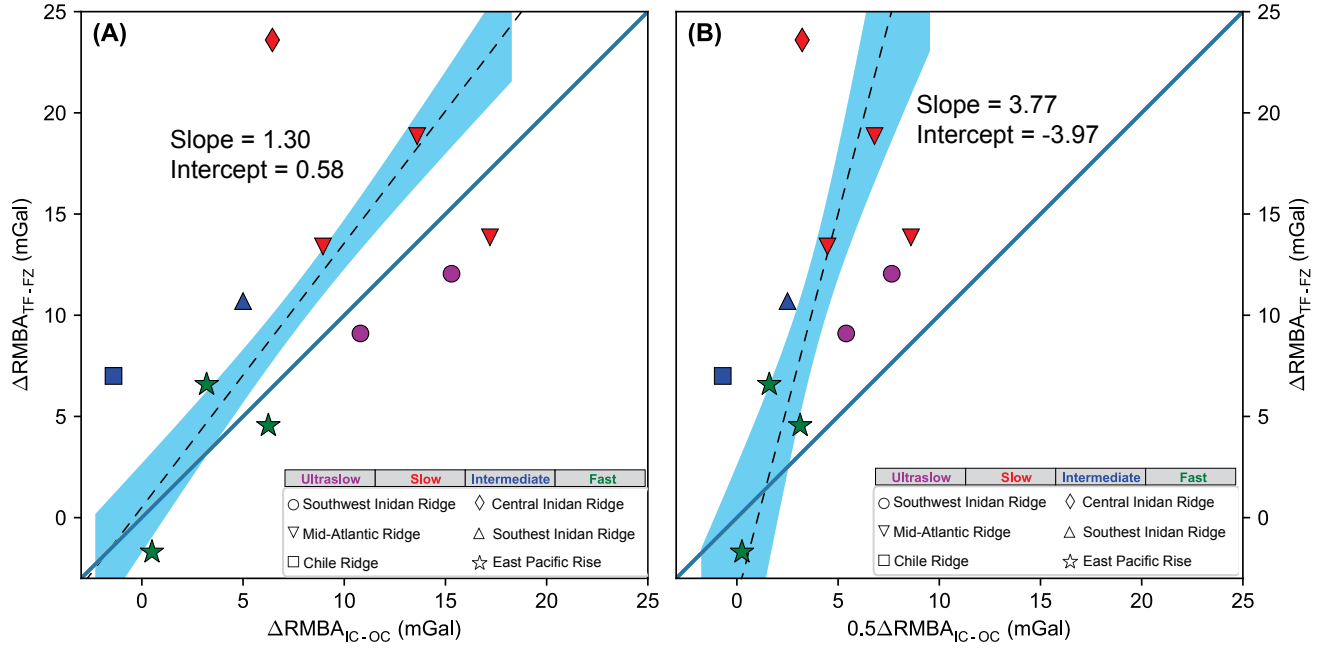 (A)
Slope = 1.30
Intercept = 0.58
25
20
15
10
5
0
ΔRMBA_TF-FZ (mGal)
0 5 10 15 20 25
ΔRMBA_IC-OC (mGal)
Ultraslow Slow Intermediate Fast
Southwest Inidan Ridge Central Inidan Ridge
Mid-Atlantic Ridge Southest Inidan Ridge
Chile Ridge East Pacific Rise
(B)
Slope = 3.77
Intercept = -3.97
25
20
15
10
5
0
ΔRMBA_TF-FZ (mGal)
0 5 10 15 20 25
0.5ΔRMBA_IC-OC (mGal)
Ultraslow Slow Intermediate Fast
Southwest Inidan Ridge Central Inidan Ridge
Mid-Atlantic Ridge Southest Inidan Ridge
Chile Ridge East Pacific Rise